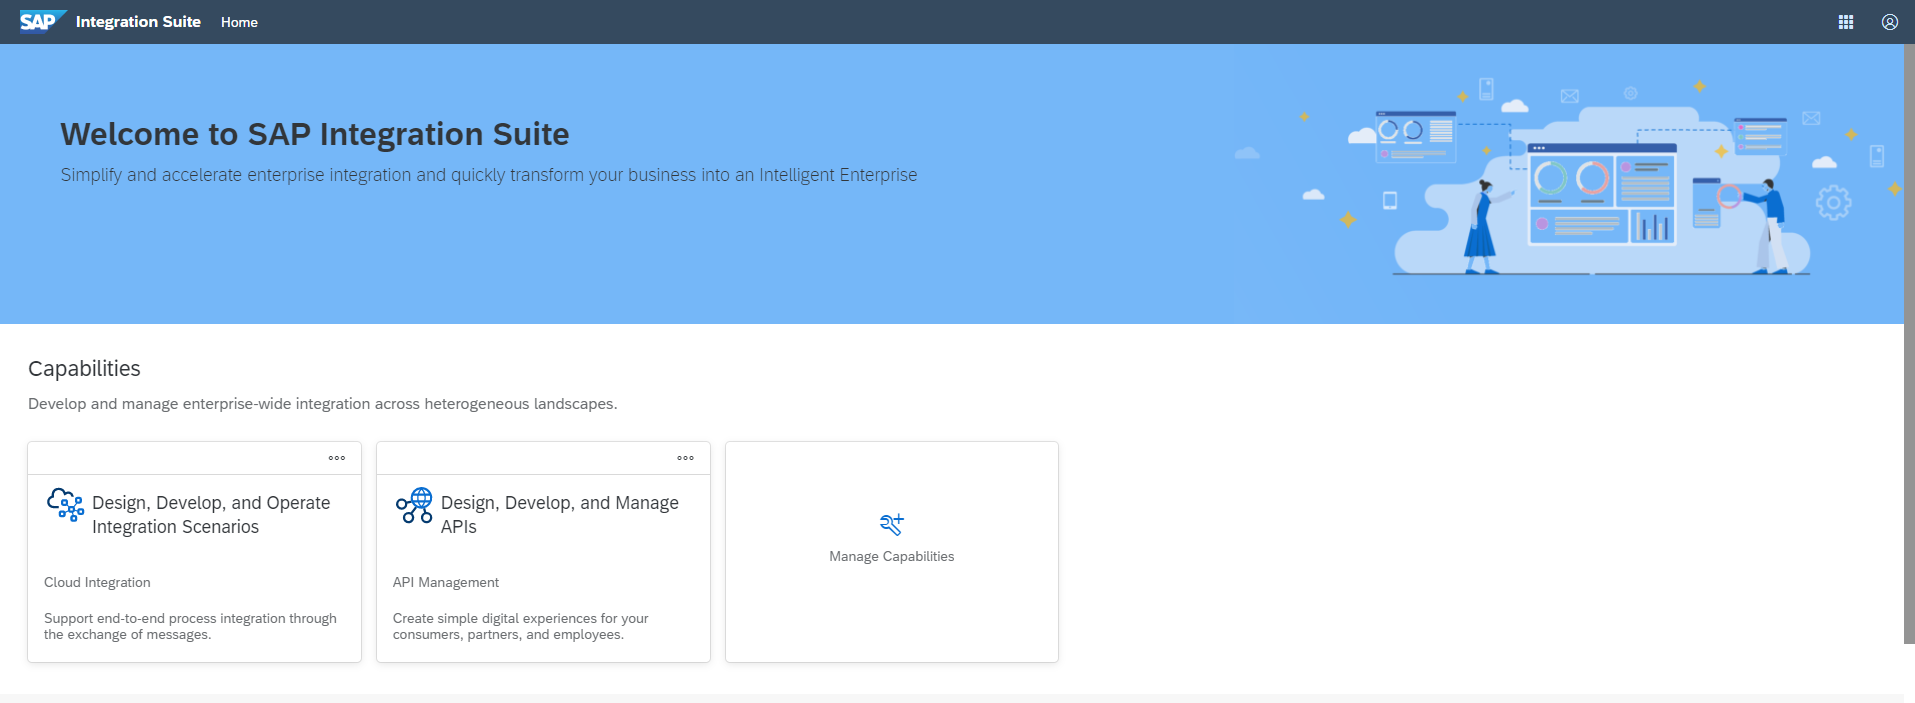 SAP Integration Suite Home
Welcome to SAP Integration Suite
Simplify and accelerate enterprise integration and quickly transform your business into an Intelligent Enterprise
Capabilities
Develop and manage enterprise-wide integration across heterogeneous landscapes.
Design, Develop, and Operate
Integration Scenarios
Cloud Integration
Support end-to-end process integration through
the exchange of messages.
Design, Develop, and Manage
APIs
API Management
Create simple digital experiences for your
consumers, partners, and employees.
Manage Capabilities